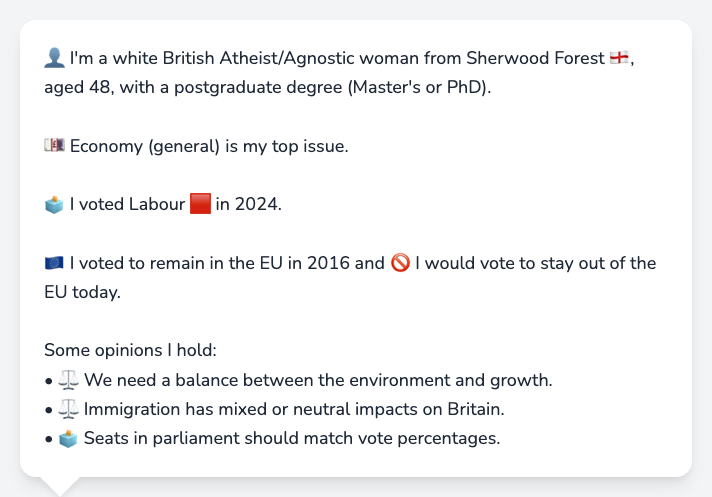 👤 I'm a white British Atheist/Agnostic woman from Sherwood Forest 🏴󠁧󠁢󠁥󠁮󠁧󠁿,
aged 48, with a postgraduate degree (Master's or PhD).
💷 Economy (general) is my top issue.
🗳️ I voted Labour 🟥 in 2024.
🇪🇺 I voted to remain in the EU in 2016 and 🚫 I would vote to stay out of the
EU today.
Some opinions I hold:
• ⚖️ We need a balance between the environment and growth.
• ⚖️ Immigration has mixed or neutral impacts on Britain.
• 🗳️ Seats in parliament should match vote percentages.